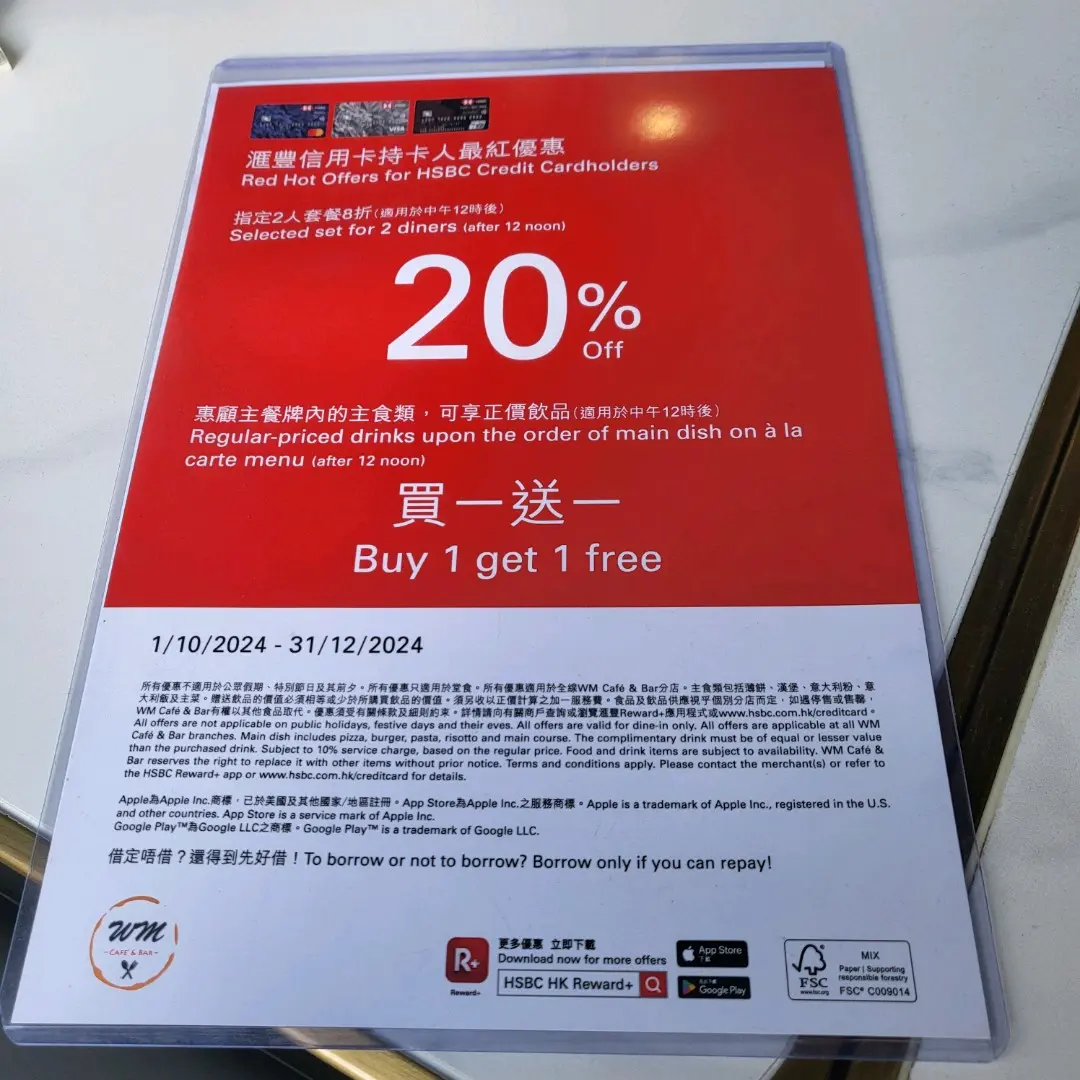 滙豐信用卡持卡人最紅優惠
Red Hot Offers for HSBC Credit Cardholders
指定2人套餐8折(適用於中午12時後)
Selected set for 2 diners (after 12 noon)
20%
Off
惠顧主餐牌內的主食類，可享正價飲品(適用於中午12時後)
Regular-priced drinks upon the order of main dish on à la
carte menu (after 12 noon)
買一送一
Buy 1 get 1 free
1/10/2024 - 31/12/2024
所有優惠不適用於公眾假期、特別節日及其前夕。所有優惠只適用於堂食。所有優惠適用於全線WM Café & Bar分店。主食類包括薄餅、漢堡、意大利粉、意
大利飯及主菜。贈送飲品的價值必須相等或少於所購買飲品的價值。須另收以正價計算之加一服務費。食品及飲品供應視乎個別分店而定，如遇停售或售罄，
WM Café & Bar有權以其他食品取代。優惠須受有關條款及細則約束。詳情請向有關商戶查詢或瀏覽滙豐Reward+應用程式或www.hsbc.com.hk/creditcard。
All offers are not applicable on public holidays, festive days and their eves. All offers are valid for dine-in only. All offers are applicable at all WM
Café & Bar branches. Main dish includes pizza, burger, pasta, risotto and main course. The complimentary drink must be of equal or lesser value
than the purchased drink. Subject to 10% service charge, based on the regular price. Food and drink items are subject to availability. WM Café &
Bar reserves the right to replace it with other items without prior notice. Terms and conditions apply. Please contact the merchant(s) or refer to
the HSBC Reward+ app or www.hsbc.com.hk/creditcard for details.
Apple為Apple Inc.商標，已於美國及其他國家/地區註冊。App Store為Apple Inc.之服務商標。Apple is a trademark of Apple Inc., registered in the U.S.
and other countries. App Store is a service mark of Apple Inc.
Google Play™為Google LLC之商標。Google Play™ is a trademark of Google LLC.
借定唔借？還得到先好借！To borrow or not to borrow? Borrow only if you can repay!
WM
CAFE & BAR
R+
Reward+
更多優惠 立即下載
Download now for more offers
HSBC HK Reward+
App Store
下載
Google Play
FSC
www.fsc.org
MIX
Paper | Supporting
responsible forestry
FSC® C009014